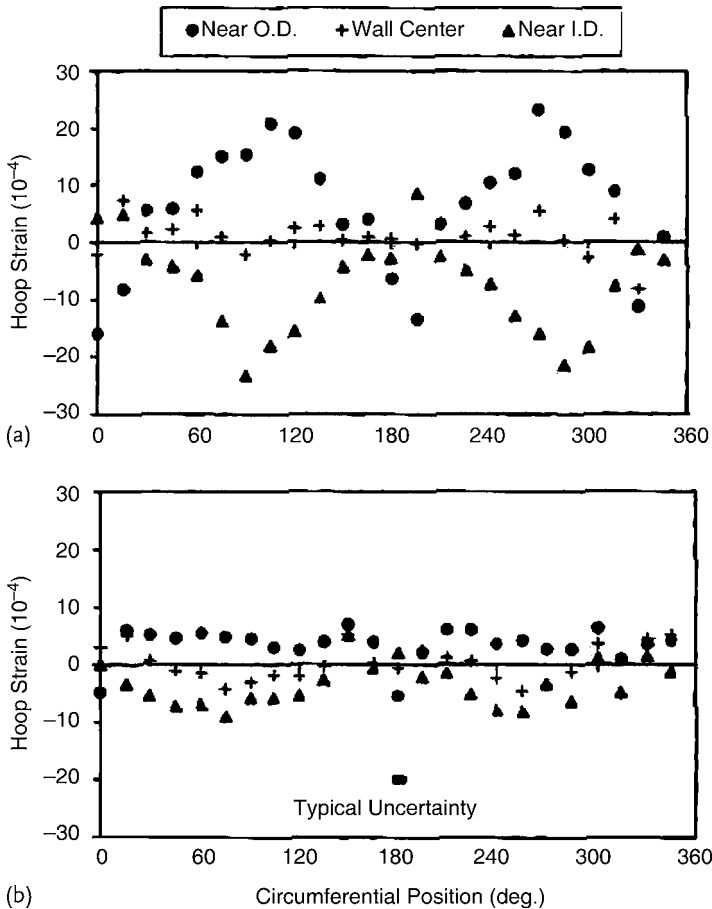 Near O.D. Wall Center Near I.D.
30
20
10
0
−10
−20
−30
Hoop Strain (10⁻⁴)
(a)
0 60 120 180 240 300 360
30
20
10
0
−10
−20
−30
Hoop Strain (10⁻⁴)
Typical Uncertainty
0 60 120 180 240 300 360
(b)
Circumferential Position (deg.)